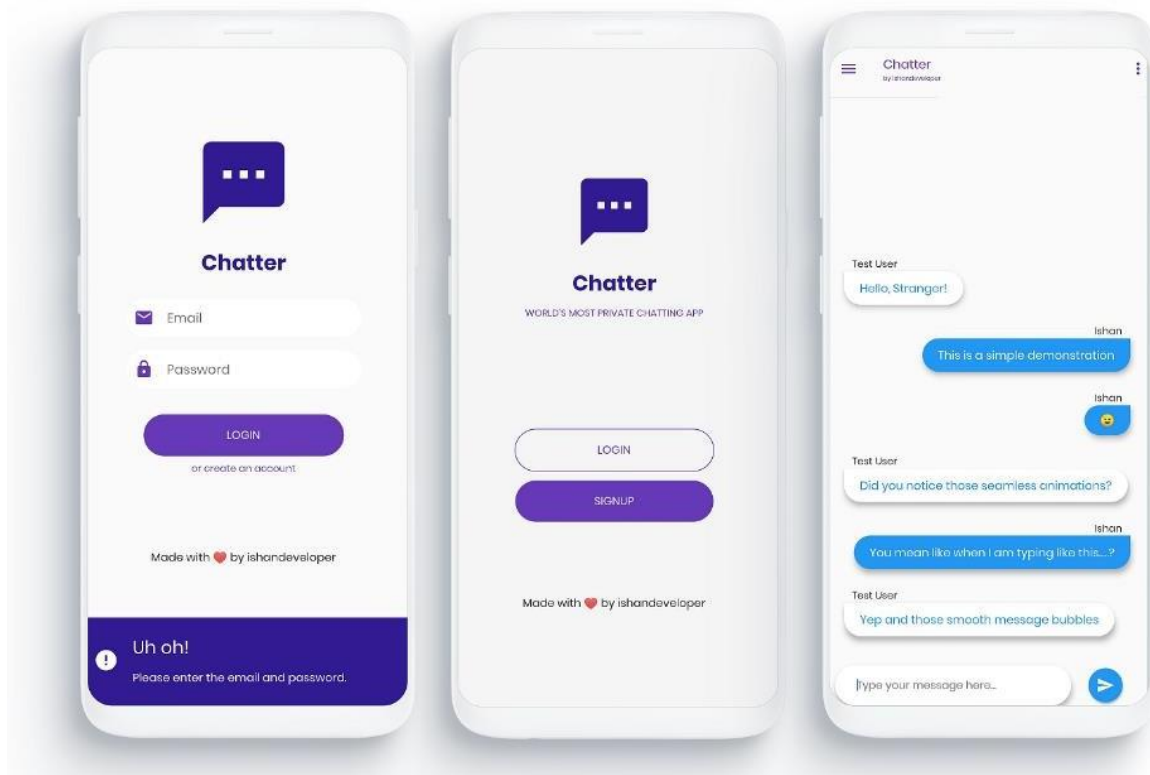 Chatter
Email
Password
LOGIN
or create an account
Made with ❤ by ishandeveloper
Uh oh!
Please enter the email and password.
Chatter
WORLD'S MOST PRIVATE CHATTING APP
LOGIN
SIGNUP
Made with ❤ by ishandeveloper
Chatter
by ishandeveloper
Test User
Hello, Stranger!
Ishan
This is a simple demonstration
Ishan
😉
Test User
Did you notice those seamless animations?
Ishan
You mean like when I am typing like this....?
Test User
Yep and those smooth message bubbles
Type your message here...